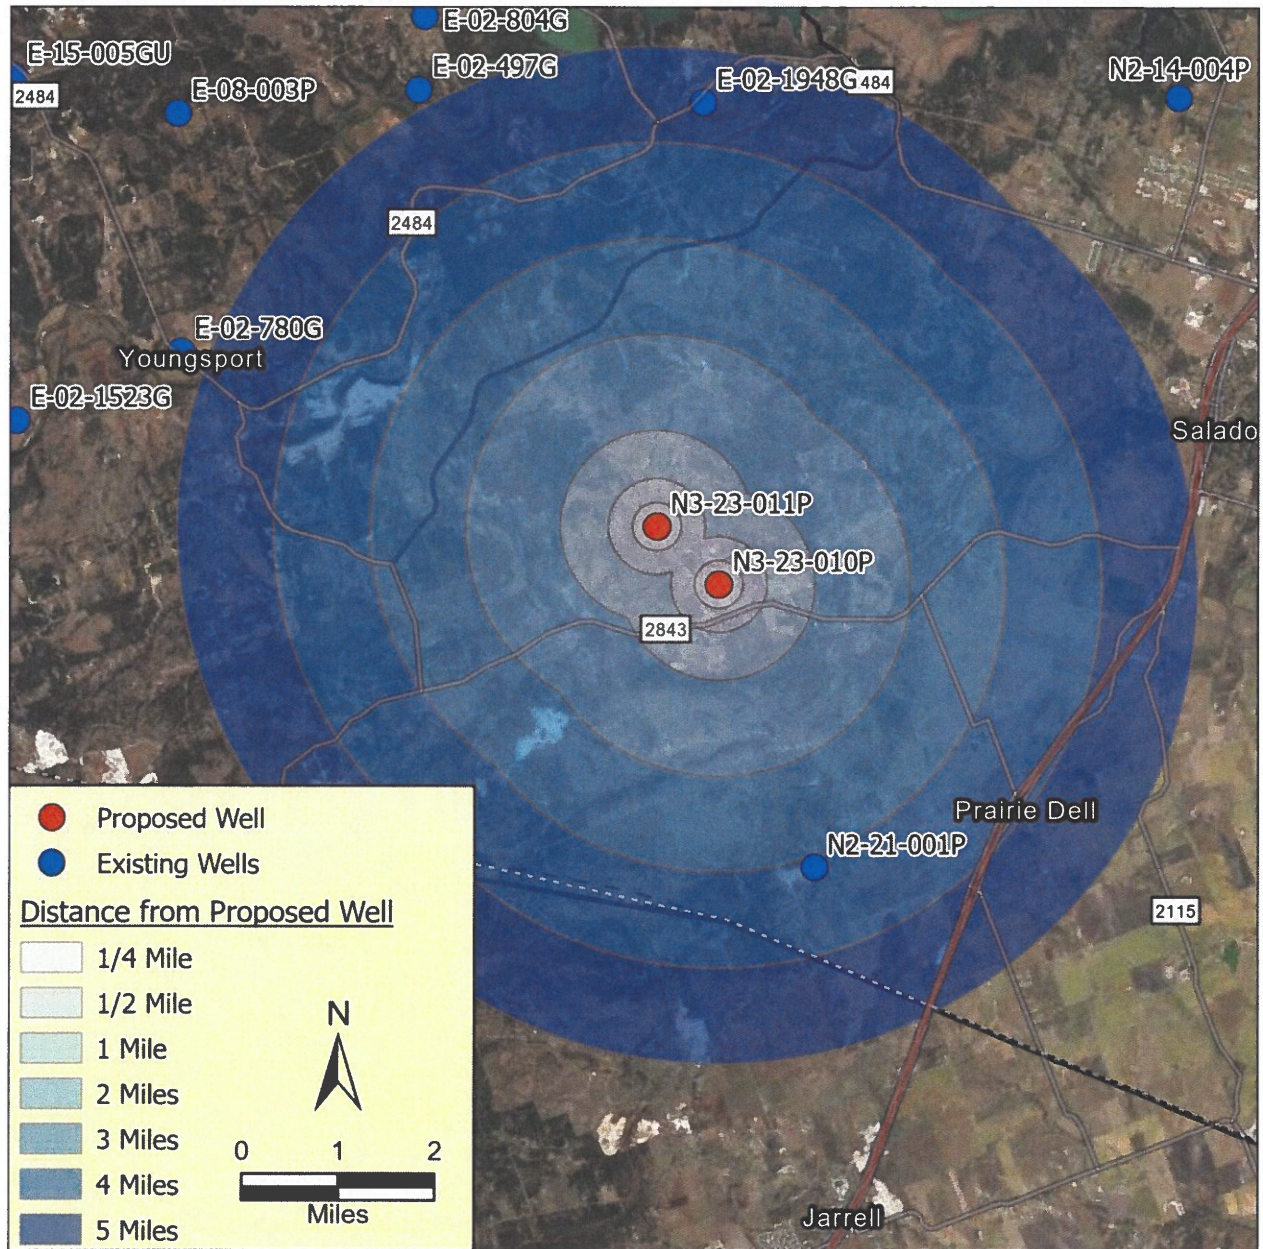 E-02-804G
E-15-005GU
E-02-497G
E-02-1948G
484
N2-14-004P
2484
E-08-003P
2484
E-02-780G
Youngsport
E-02-1523G
Salado
N3-23-011P
N3-23-010P
2843
Prairie Dell
N2-21-001P
2115
Jarrell
Proposed Well
Existing Wells
Distance from Proposed Well
1/4 Mile
1/2 Mile
1 Mile
2 Miles
3 Miles
4 Miles
5 Miles
N
0 1 2
Miles